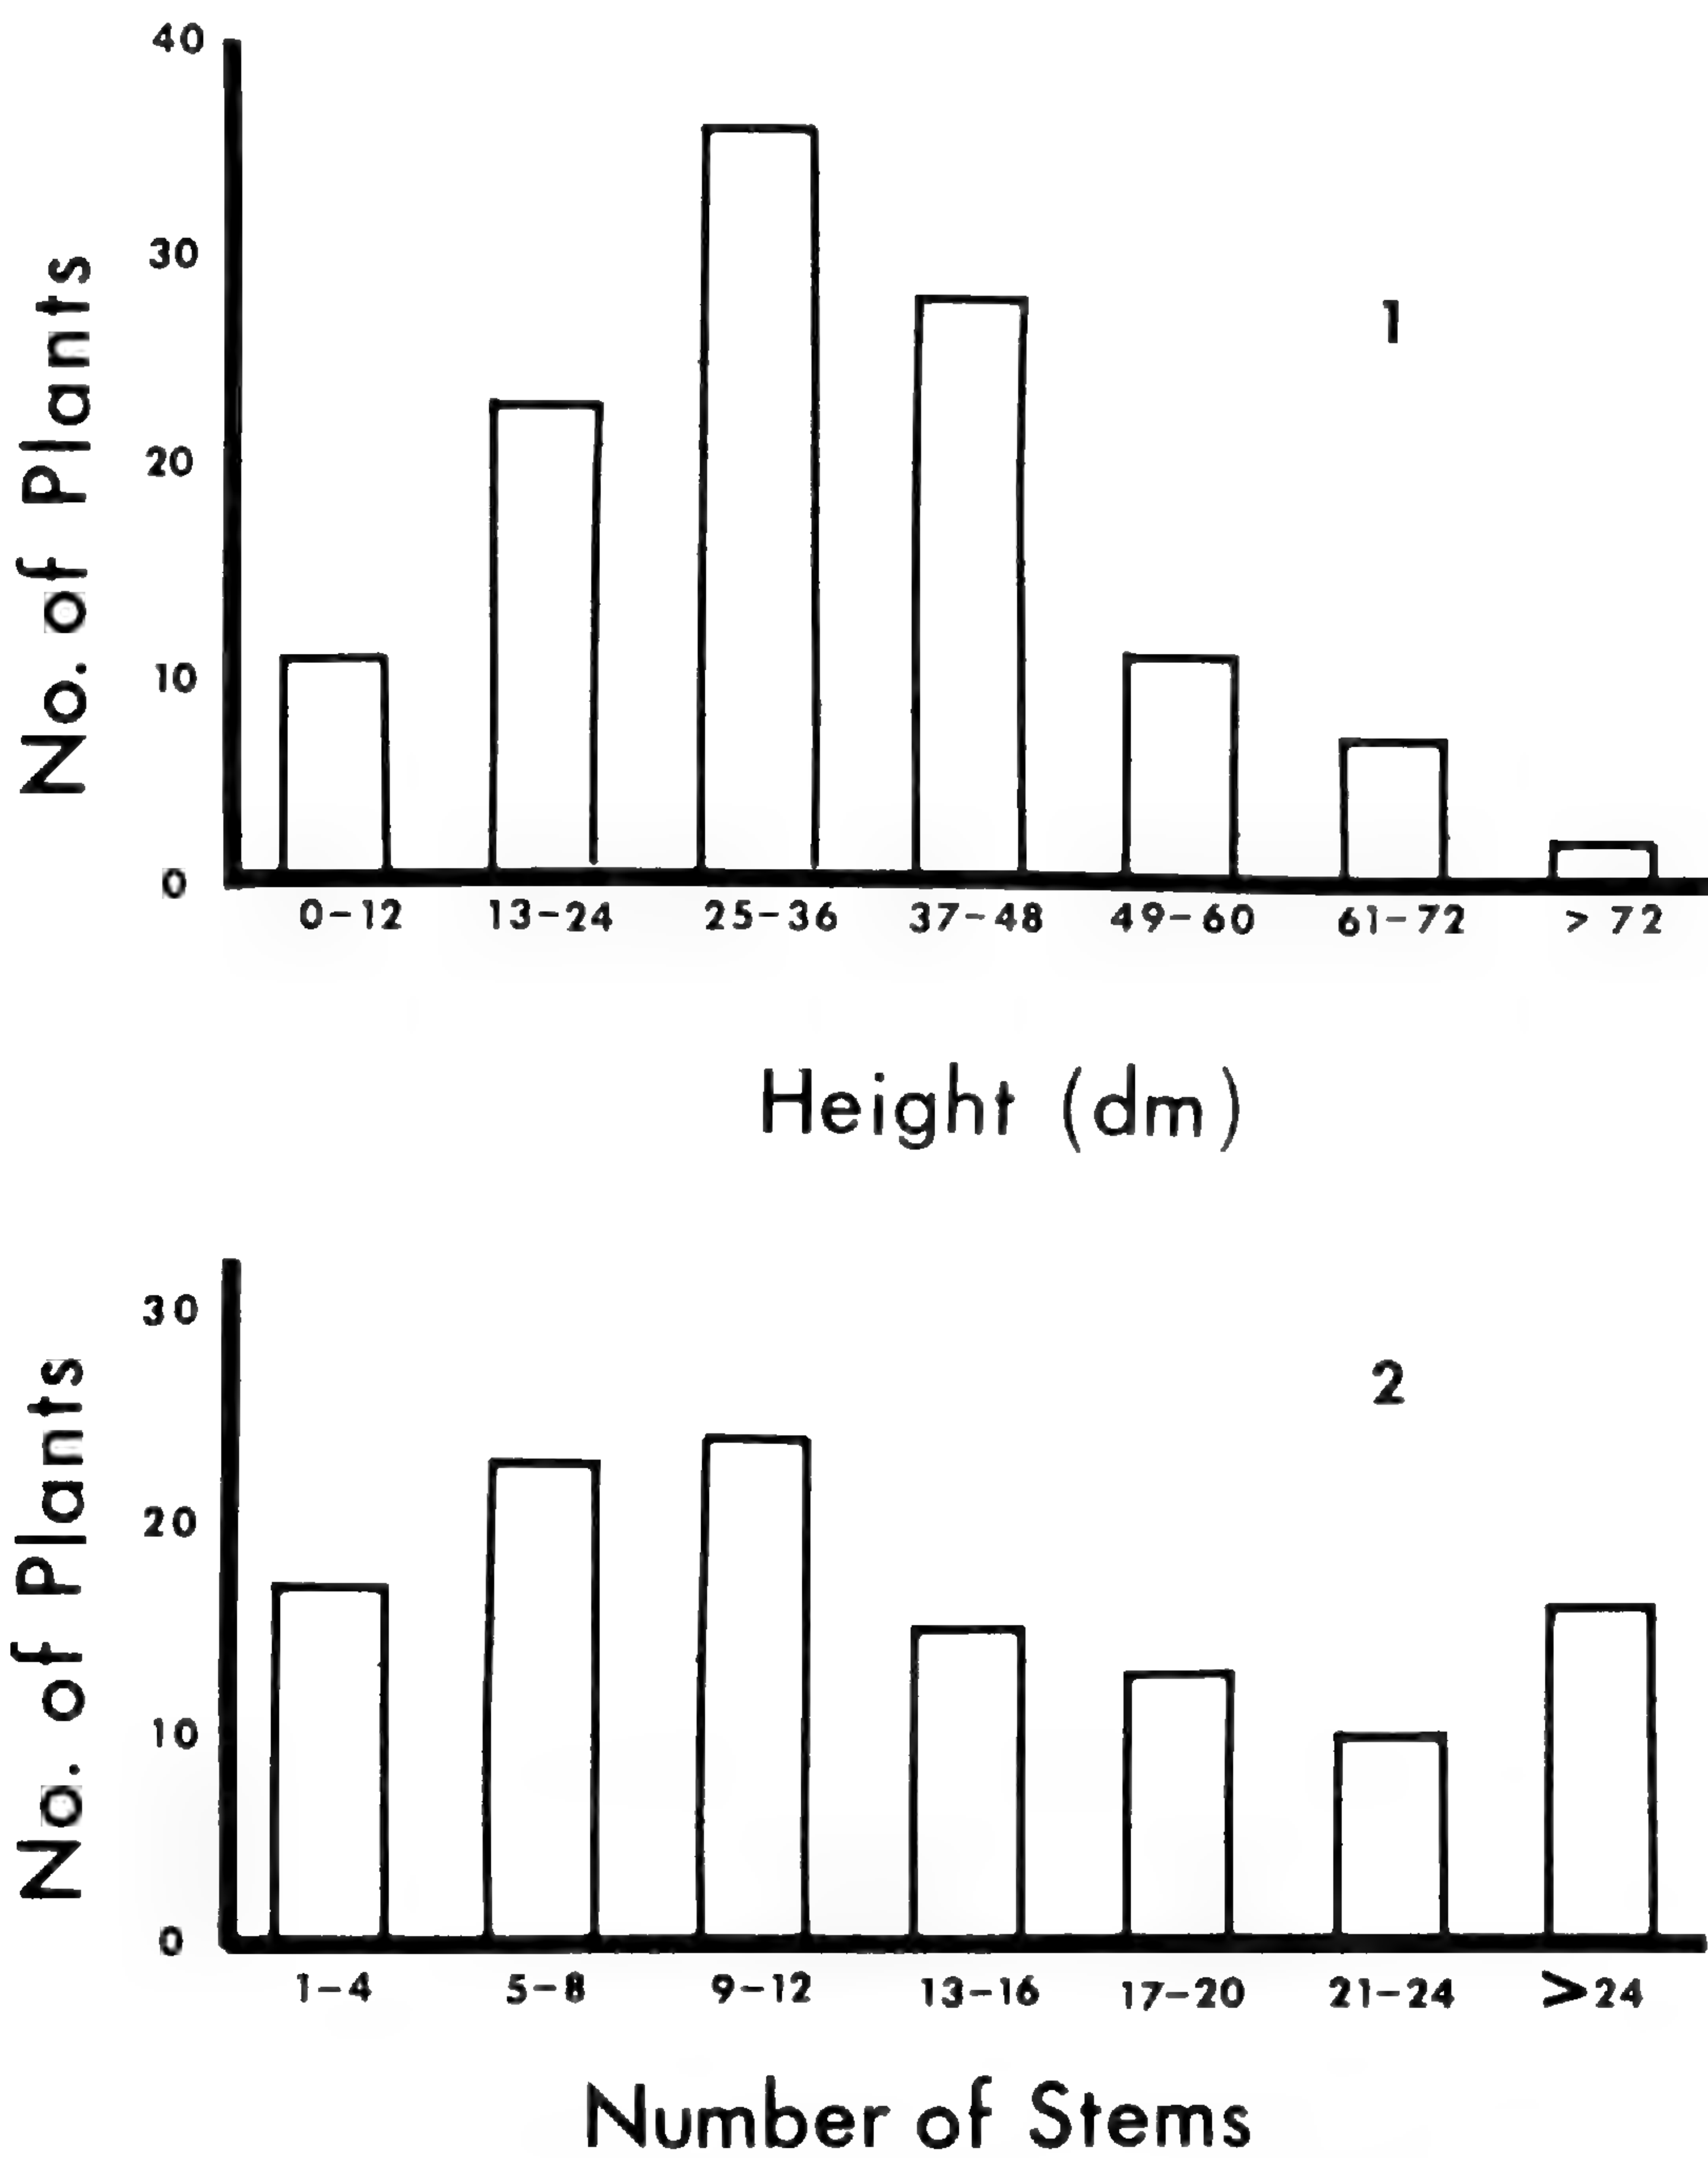 40
30
20
10
0
No. of Plants
1
0-12 13-24 25-36 37-48 49-60 61-72 > 72
Height (dm)
30
20
10
0
No. of Plants
2
1-4 5-8 9-12 13-16 17-20 21-24 >24
Number of Stems